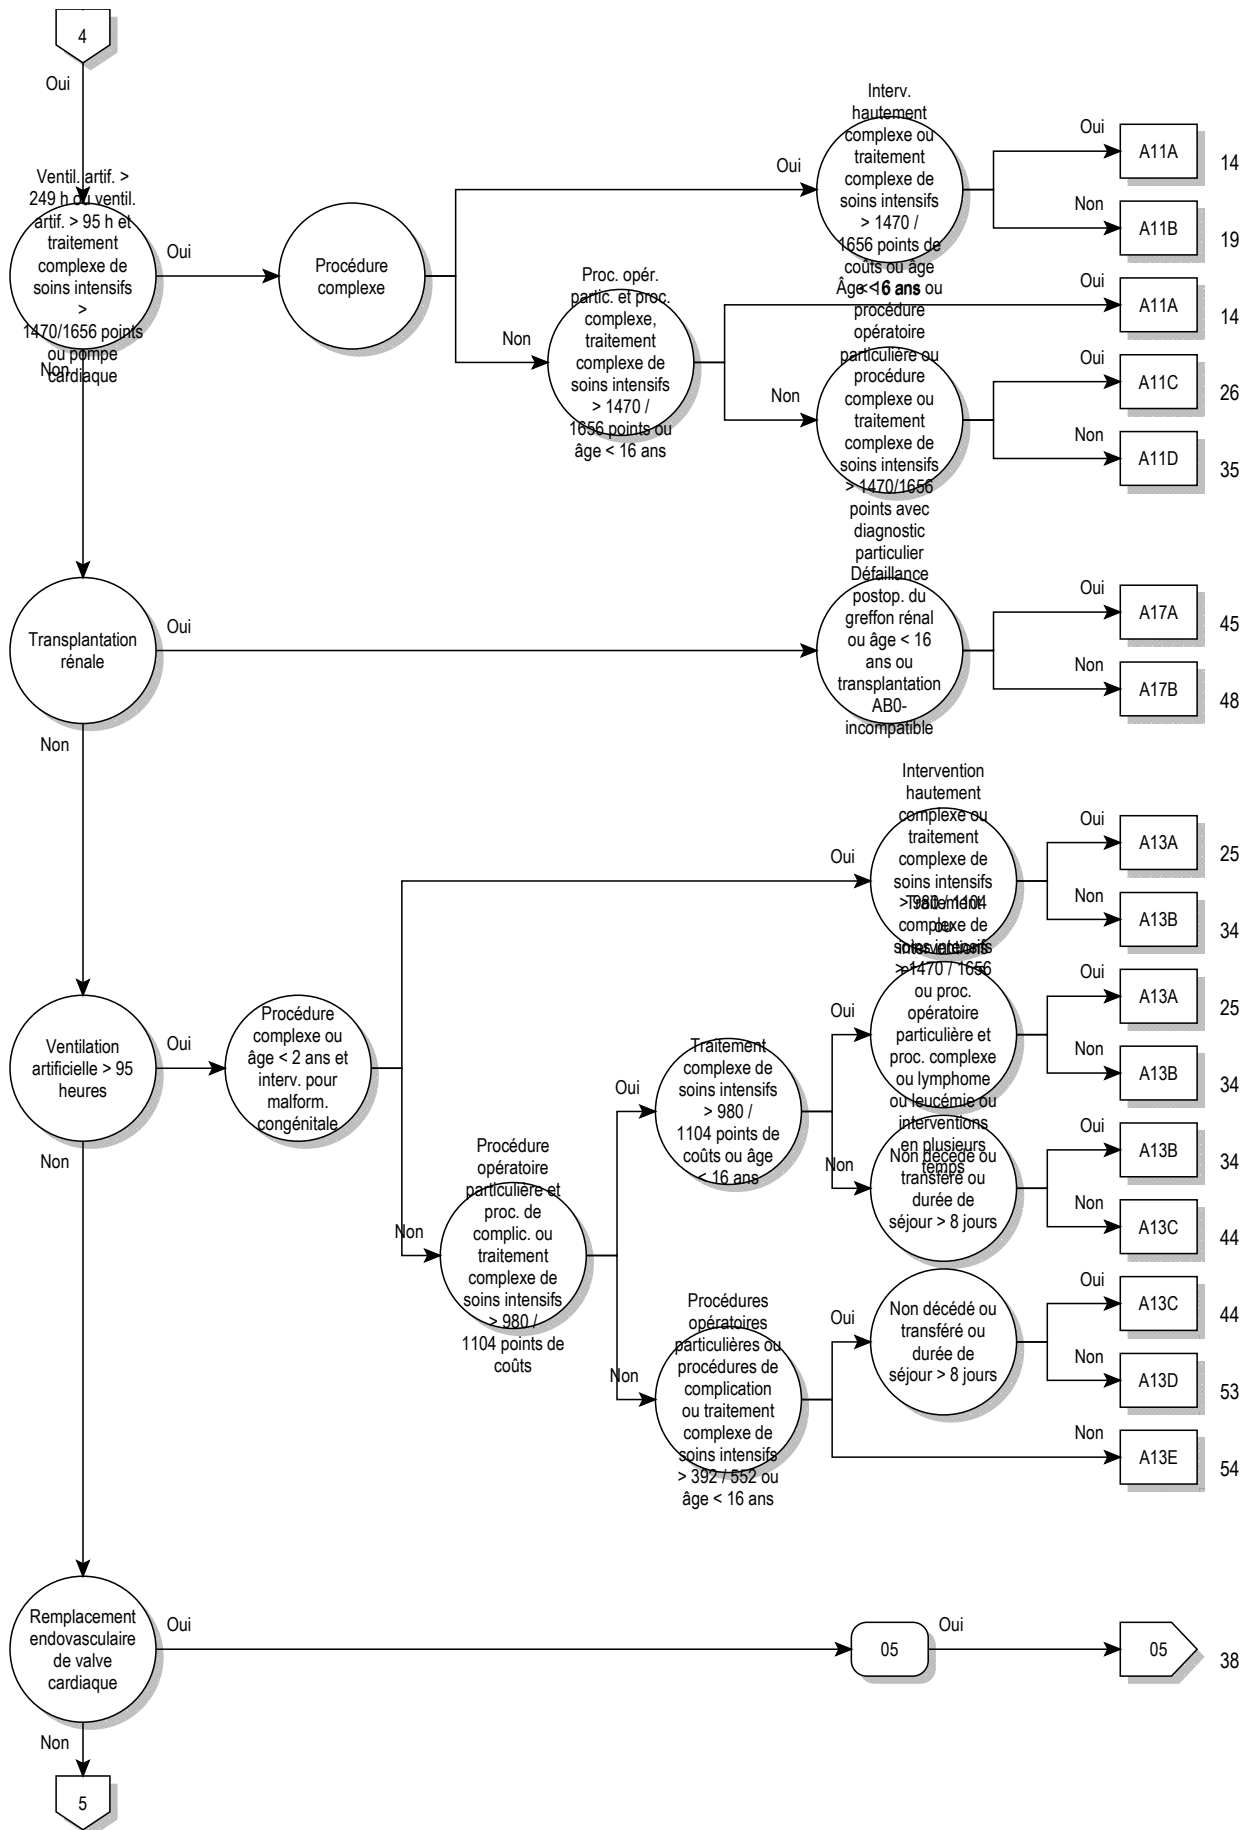 4
Oui
Ventil. artif. >
249 h ou ventil.
artif. > 95 h et
traitement
complexe de
soins intensifs
>
1470/1656 points
ou pompe
cardiaque
Oui
Non
Procédure
complexe
Oui
Non
Interv.
hautement
complexe ou
traitement
complexe de
soins intensifs
> 1470 /
1656 points de
coûts ou âge
< 16 ans
Oui
A11A
14
Non
A11B
19
Proc. opér.
partic. et proc.
complexe,
traitement
complexe de
soins intensifs
> 1470 /
1656 points ou
âge < 16 ans
Oui
A11A
14
Non
Âge < 6 ans ou
procédure
opératoire
particulière ou
procédure
complexe ou
traitement
complexe de
soins intensifs
> 1470/1656
points avec
diagnostic
particulier
Oui
A11C
26
Non
A11D
35
Transplantation
rénale
Oui
Non
Défaillance
postop. du
greffon rénal
ou âge < 16
ans ou
transplantation
AB0-
incompatible
Oui
A17A
45
Non
A17B
48
Ventilation
artificielle > 95
heures
Oui
Non
Procédure
complexe ou
âge < 2 ans et
interv. pour
malform.
congénitale
Oui
Non
Intervention
hautement
complexe ou
traitement
complexe de
soins intensifs
> 980 / 1104
ou
interventions
Oui
A13A
25
Non
A13B
34
Procédure
opératoire
particulière et
proc. de
complic. ou
traitement
complexe de
soins intensifs
> 980 /
1104 points de
coûts
Oui
Non
Traitement
complexe de
soins intensifs
> 980 /
1104 points de
coûts ou âge
< 16 ans
Oui
Non
Traitement
complexe de
soins intensifs
> 1470 / 1656
ou proc.
opératoire
particulière et
proc. complexe
ou lymphome
ou leucémie ou
interventions
en plusieurs
temps
Oui
A13A
25
Non
A13B
34
Non décédé ou
transféré ou
durée de
séjour > 8 jours
Oui
A13B
34
Non
A13C
44
Procédures
opératoires
particulières ou
procédures de
complication
ou traitement
complexe de
soins intensifs
> 392 / 552 ou
âge < 16 ans
Oui
Non décédé ou
transféré ou
durée de
séjour > 8 jours
Oui
A13C
44
Non
A13D
53
Non
A13E
54
Remplacement
endovasculaire
de valve
cardiaque
Oui
05
Oui
05
38
Non
5